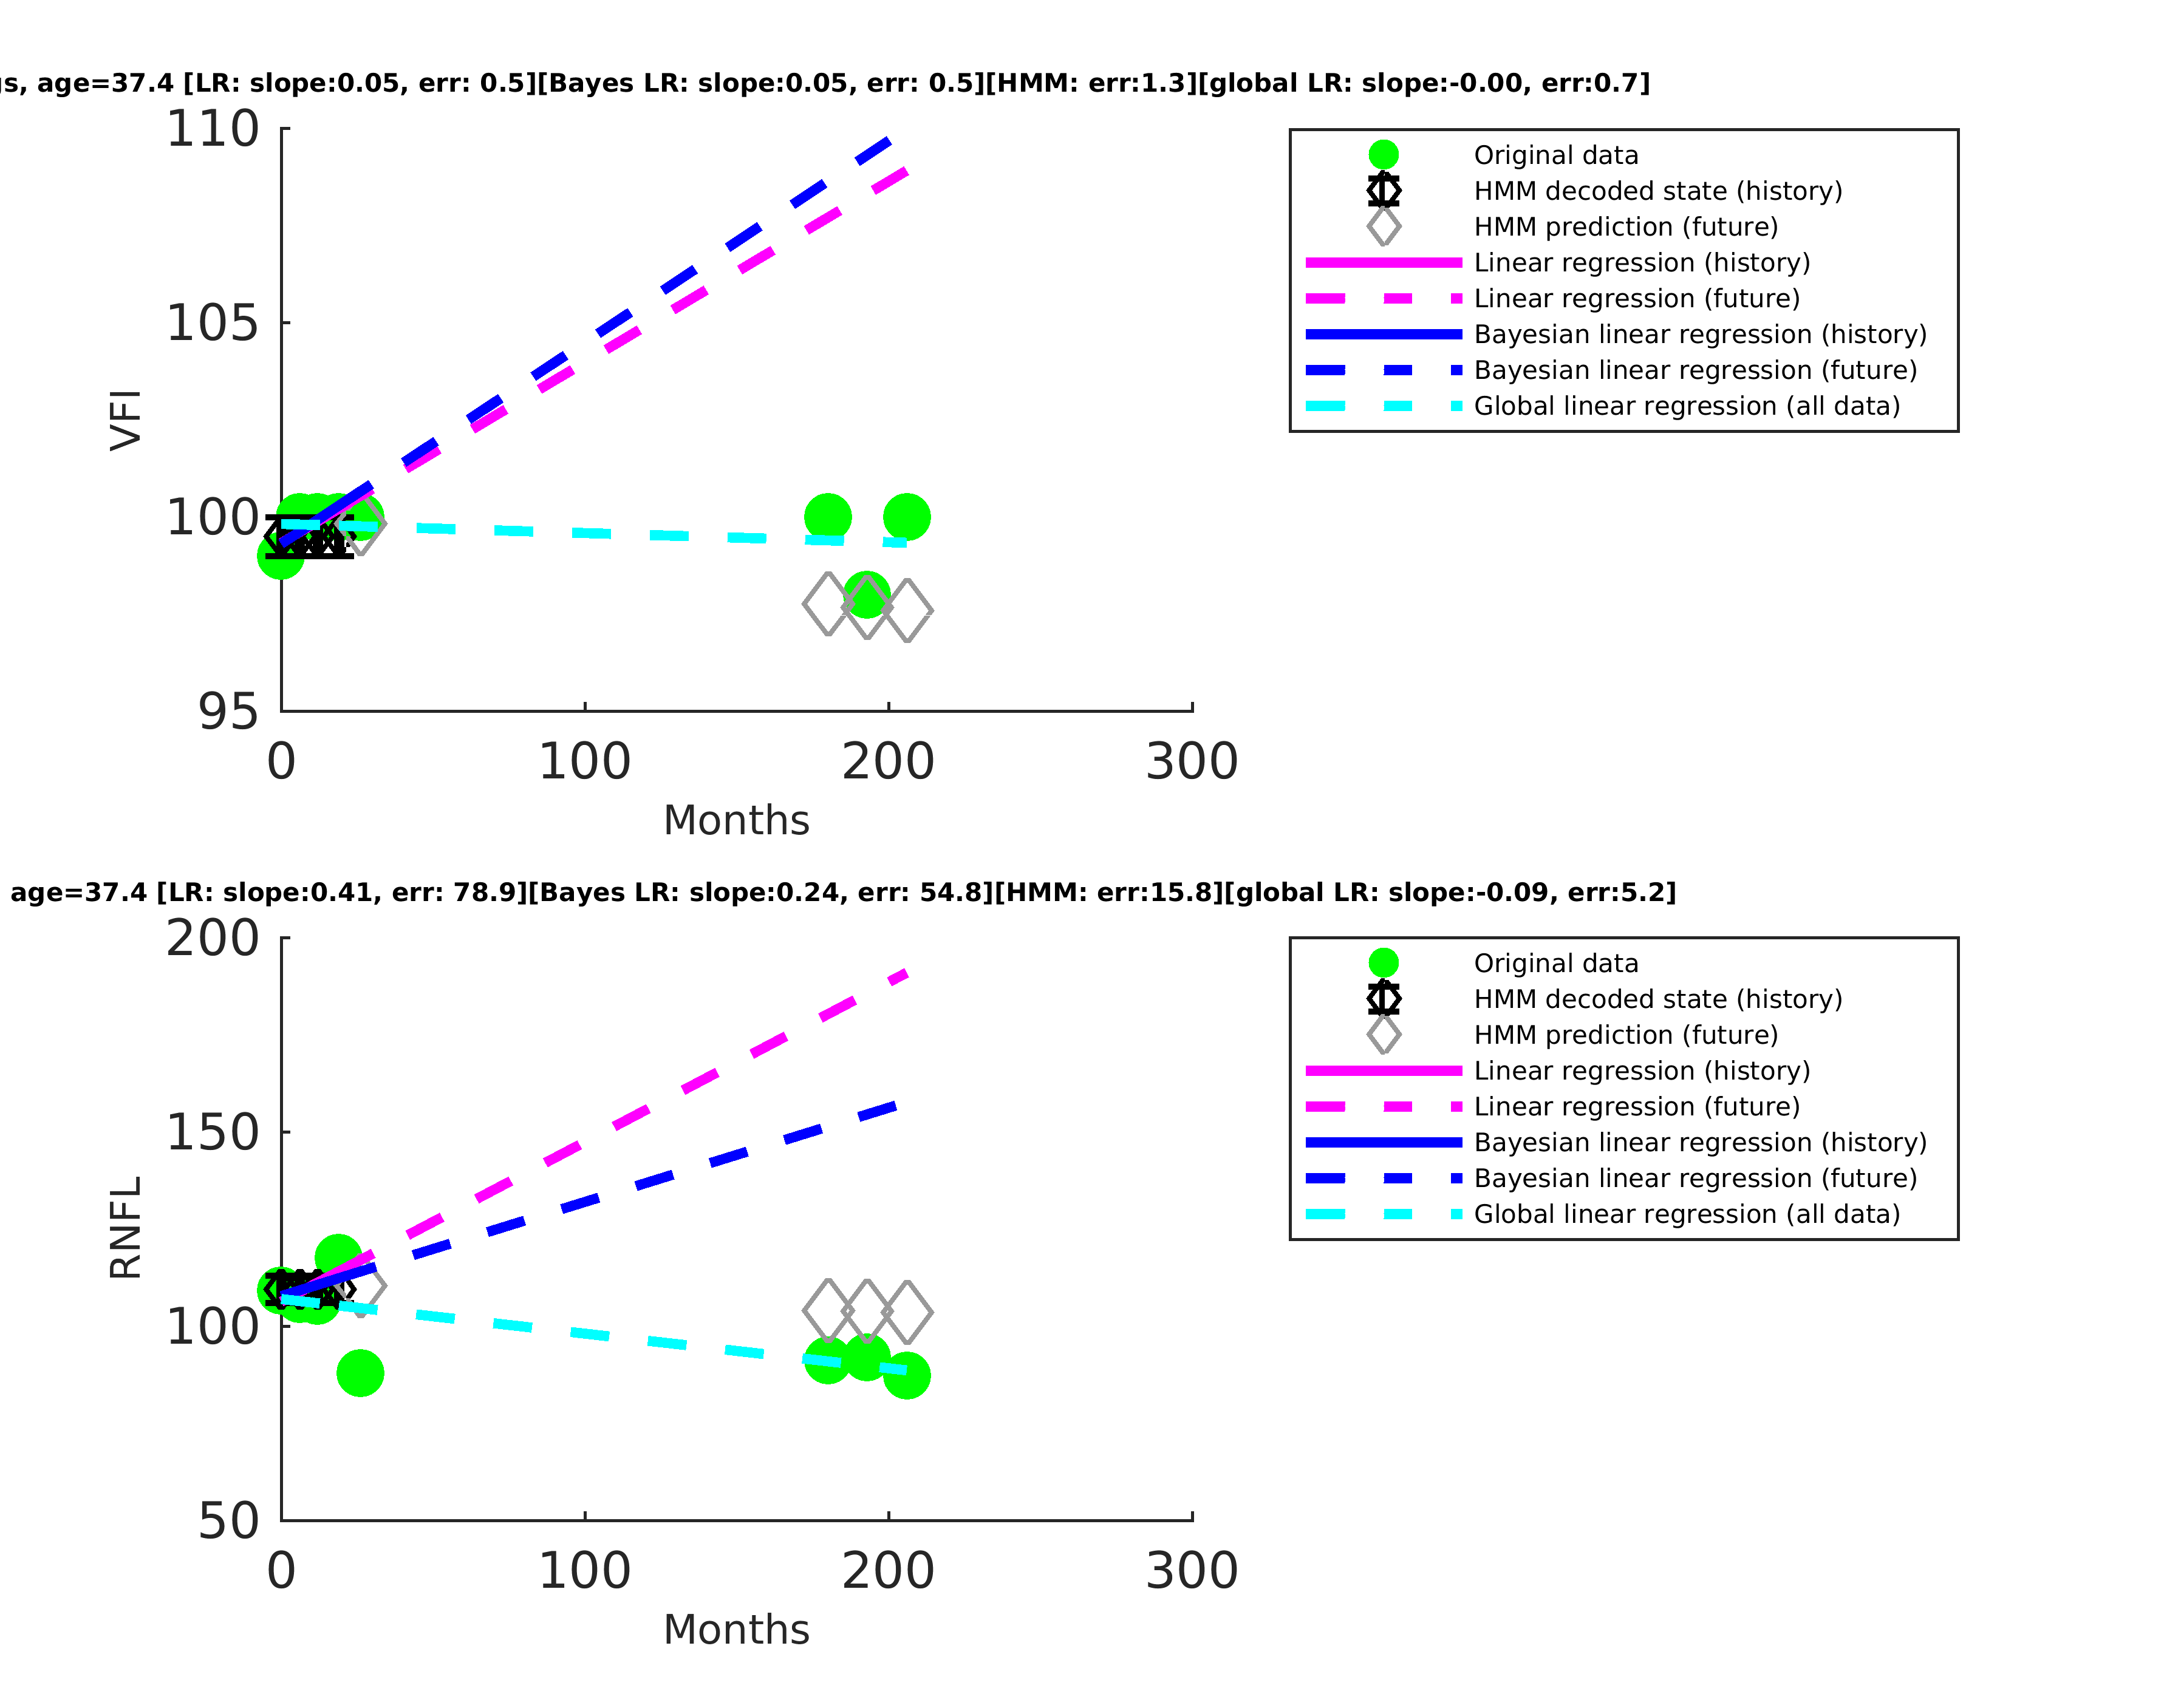 age=37.4 [LR: slope:0.05, err: 0.5][Bayes LR: slope:0.05, err: 0.5][HMM: err:1.3][global LR: slope:-0.00, err:0.7]
110
105
100
95
VFI
0 100 200 300
Months
Original data
HMM decoded state (history)
HMM prediction (future)
Linear regression (history)
Linear regression (future)
Bayesian linear regression (history)
Bayesian linear regression (future)
Global linear regression (all data)
age=37.4 [LR: slope:0.41, err: 78.9][Bayes LR: slope:0.24, err: 54.8][HMM: err:15.8][global LR: slope:-0.09, err:5.2]
200
150
100
50
RNFL
0 100 200 300
Months
Original data
HMM decoded state (history)
HMM prediction (future)
Linear regression (history)
Linear regression (future)
Bayesian linear regression (history)
Bayesian linear regression (future)
Global linear regression (all data)